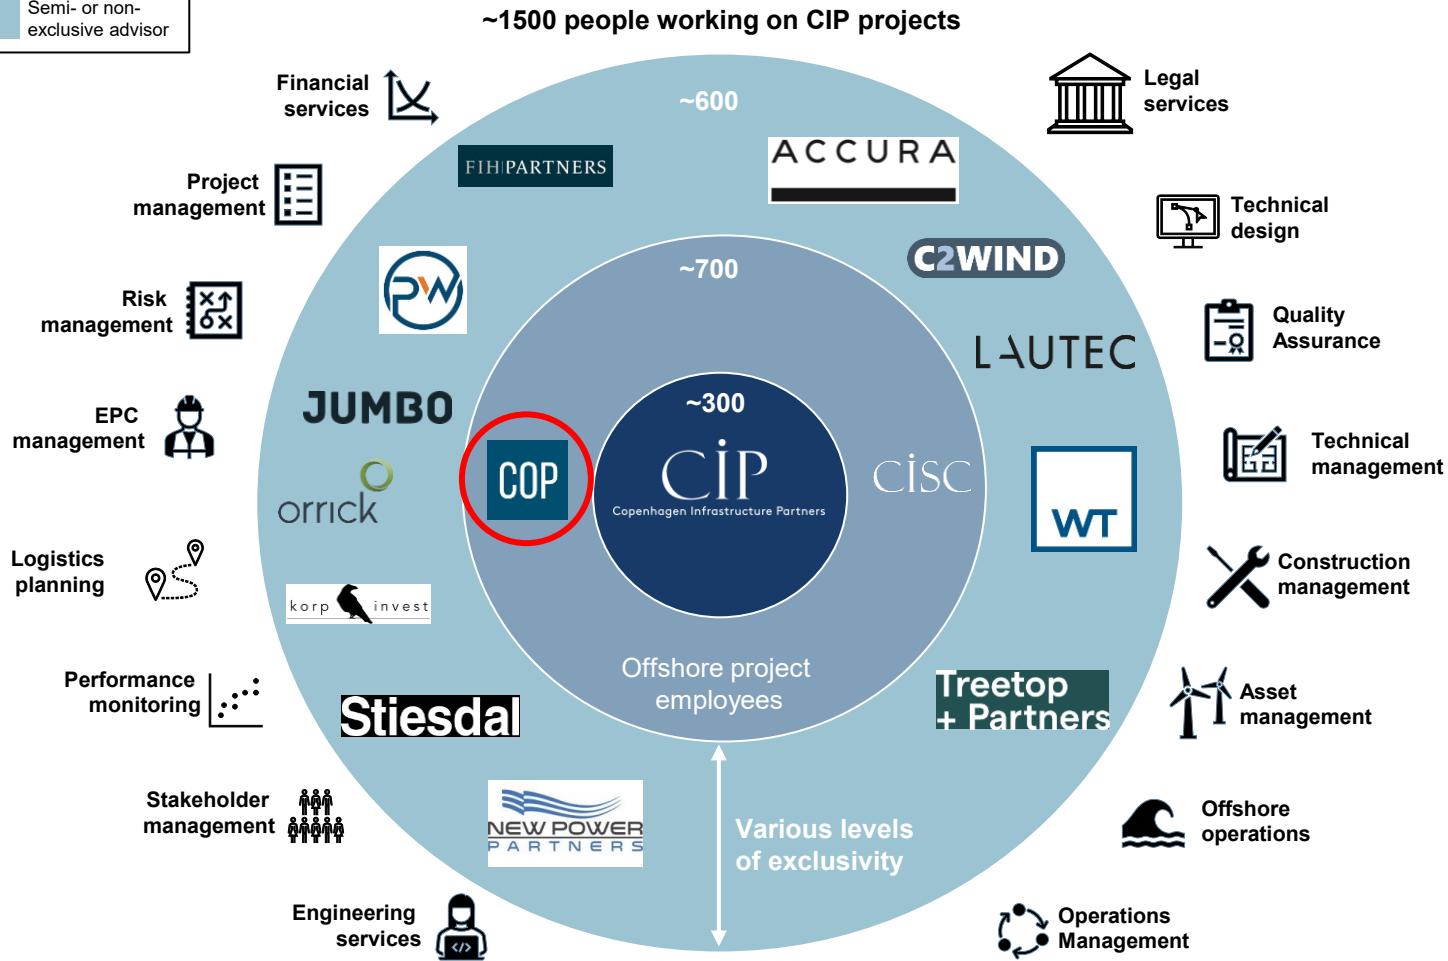 Semi- or non-
exclusive advisor
~1500 people working on CIP projects
Financial
services
~600
Legal
services
FIH|PARTNERS
ACCURA
Project
management
Technical
design
PW
C2WIND
~700
Risk
management
Quality
Assurance
LAUTEC
JUMBO
~300
EPC
management
Technical
management
COP
CIP
Copenhagen Infrastructure Partners
CISC
orrick
WT
Logistics
planning
Construction
management
korp invest
Offshore project
employees
Performance
monitoring
Treetop
+ Partners
Asset
management
Stiesdal
Stakeholder
management
NEW POWER
PARTNERS
Various levels
of exclusivity
Offshore
operations
Engineering
services
</>
Operations
Management